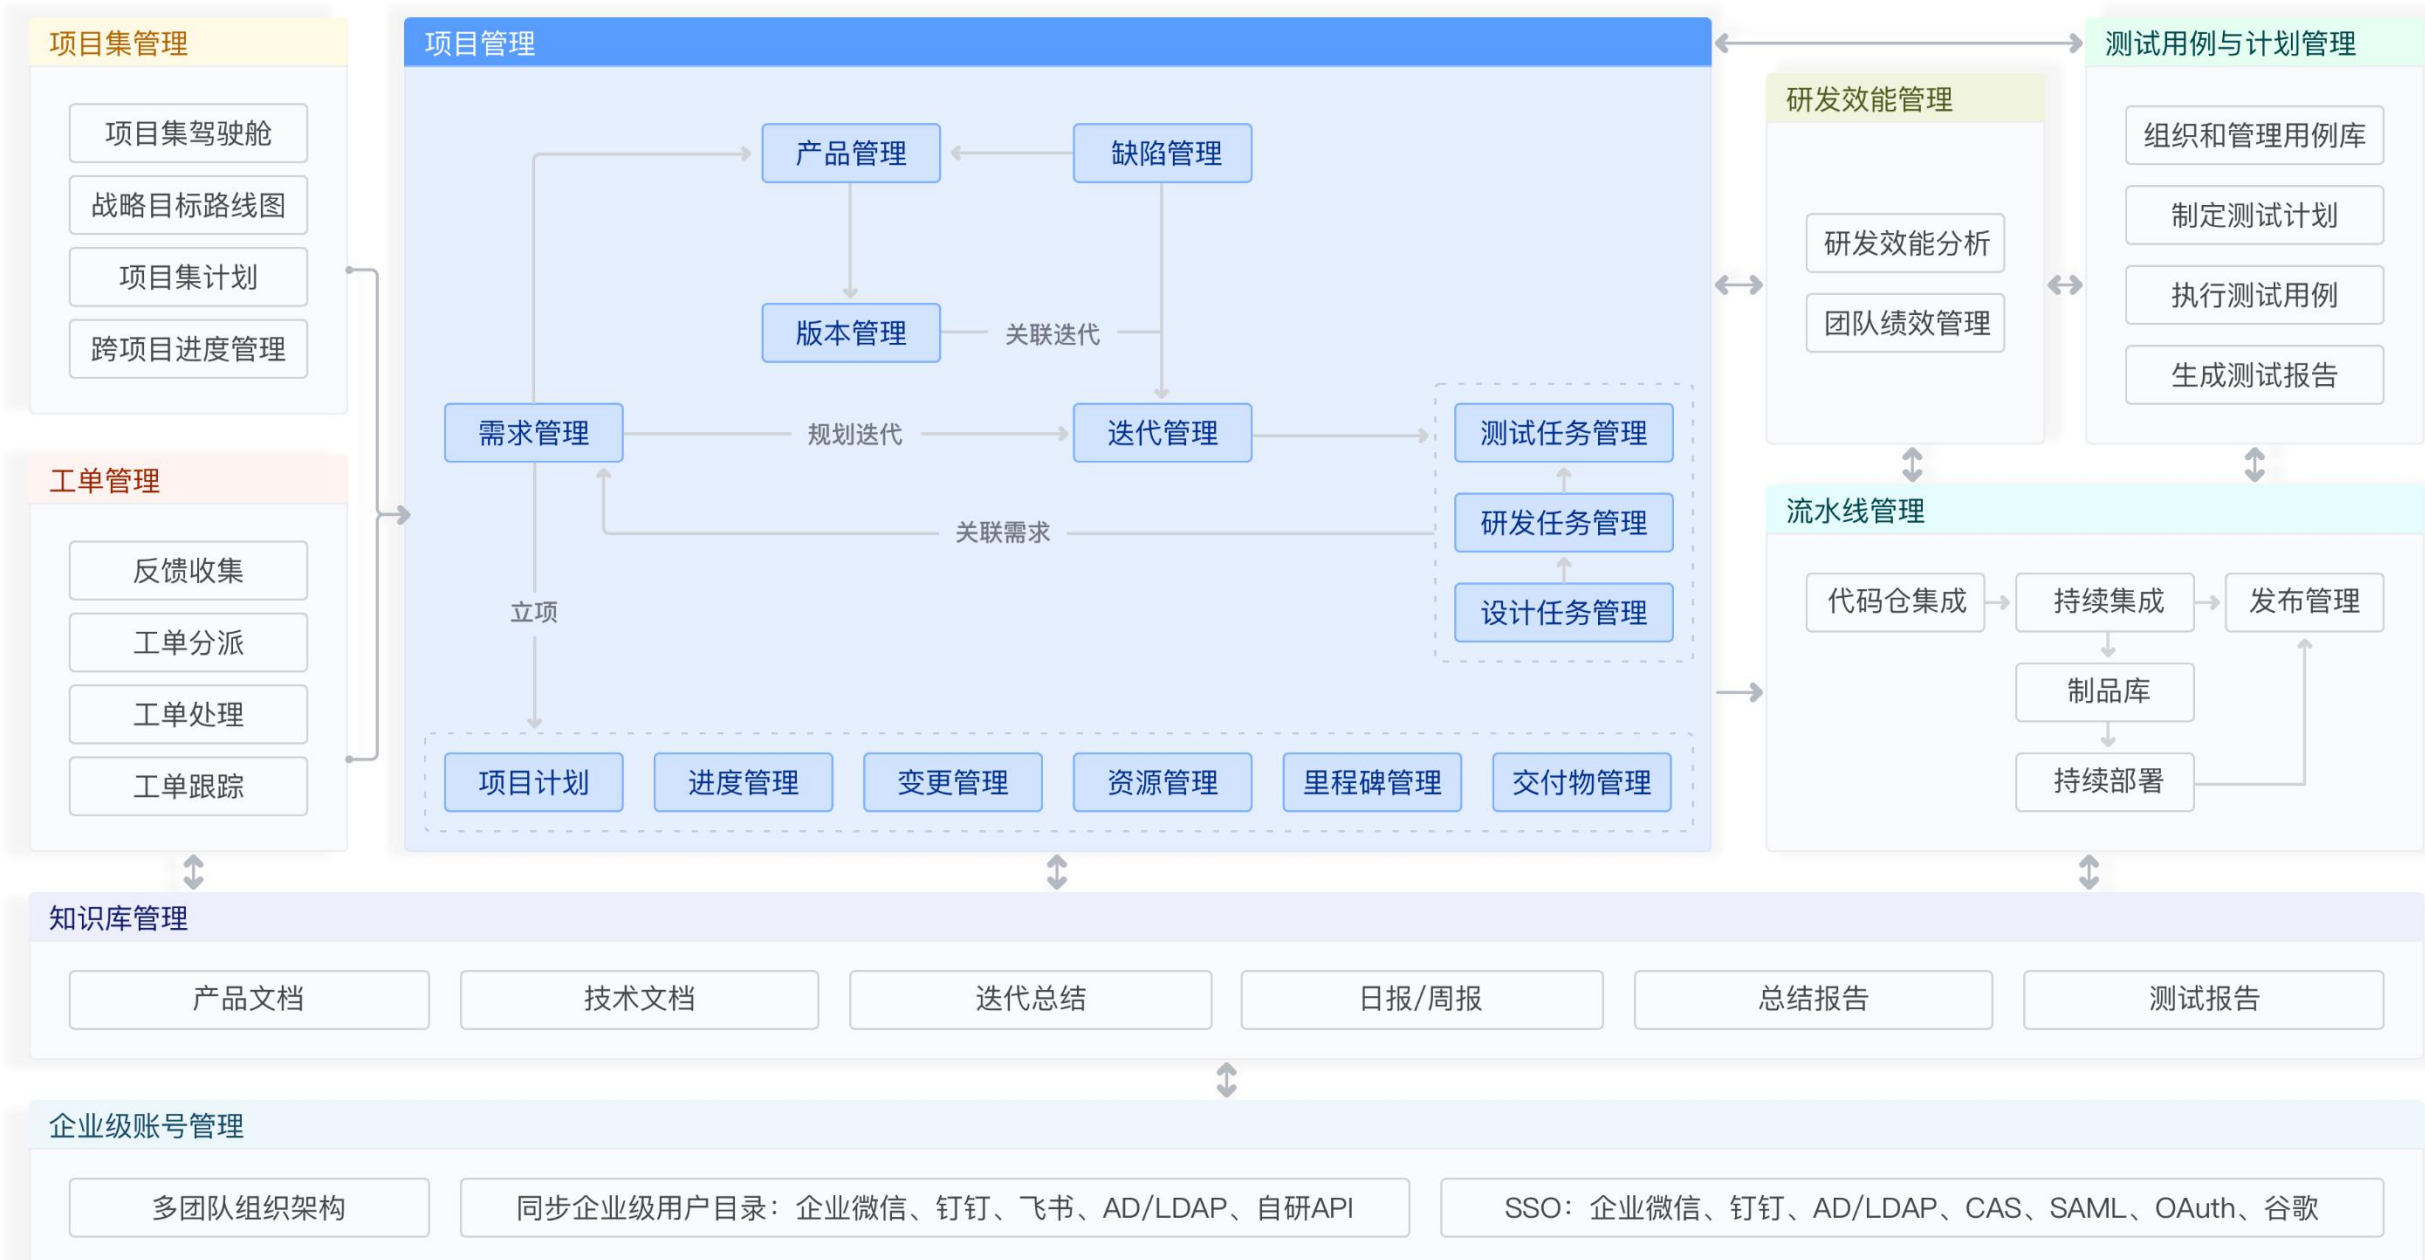 项目集管理
项目集驾驶舱
战略目标路线图
项目集计划
跨项目进度管理
工单管理
反馈收集
工单分派
工单处理
工单跟踪
项目管理
产品管理
缺陷管理
版本管理
关联迭代
需求管理
规划迭代
迭代管理
测试任务管理
关联需求
研发任务管理
立项
设计任务管理
项目计划
进度管理
变更管理
资源管理
里程碑管理
交付物管理
研发效能管理
研发效能分析
团队绩效管理
测试用例与计划管理
组织和管理用例库
制定测试计划
执行测试用例
生成测试报告
流水线管理
代码仓集成
持续集成
发布管理
制品库
持续部署
知识库管理
产品文档
技术文档
迭代总结
日报/周报
总结报告
测试报告
企业级账号管理
多团队组织架构
同步企业级用户目录：企业微信、钉钉、飞书、AD/LDAP、自研API
SSO：企业微信、钉钉、AD/LDAP、CAS、SAML、OAuth、谷歌